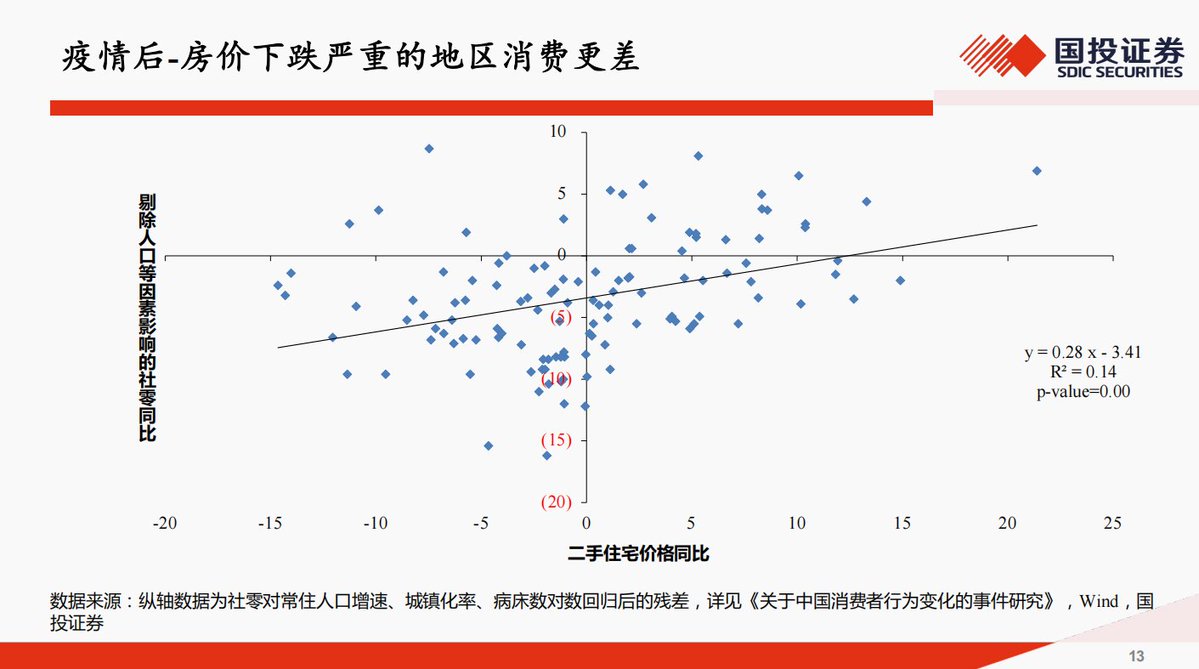 疫情后-房价下跌严重的地区消费更差
国投证券
SDIC SECURITIES
剔除人口等因素影响的社零同比
10
5
0
(5)
(10)
(15)
(20)
-20 -15 -10 -5 0 5 10 15 20 25
y = 0.28 x - 3.41
R² = 0.14
p-value=0.00
二手住宅价格同比
数据来源：纵轴数据为社零对常住人口增速、城镇化率、病床数对数回归后的残差，详见《关于中国消费者行为变化的事件研究》，Wind，国
投证券
13